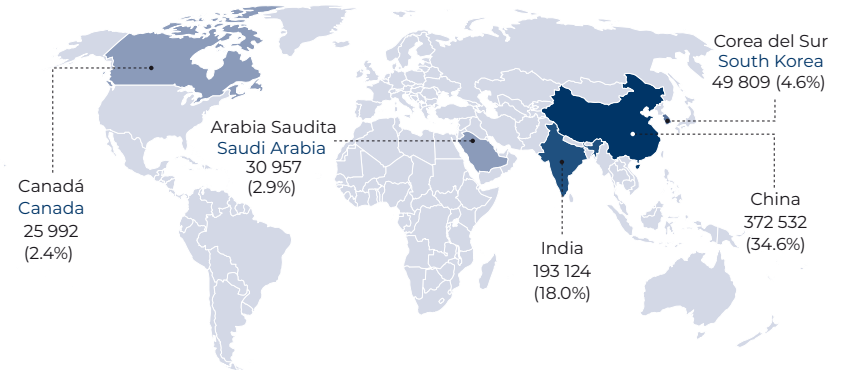 Corea del Sur
South Korea
49 809 (4.6%)
Arabia Saudita
Saudi Arabia
30 957
(2.9%)
Canadá
Canada
25 992
(2.4%)
China
372 532
(34.6%)
India
193 124
(18.0%)